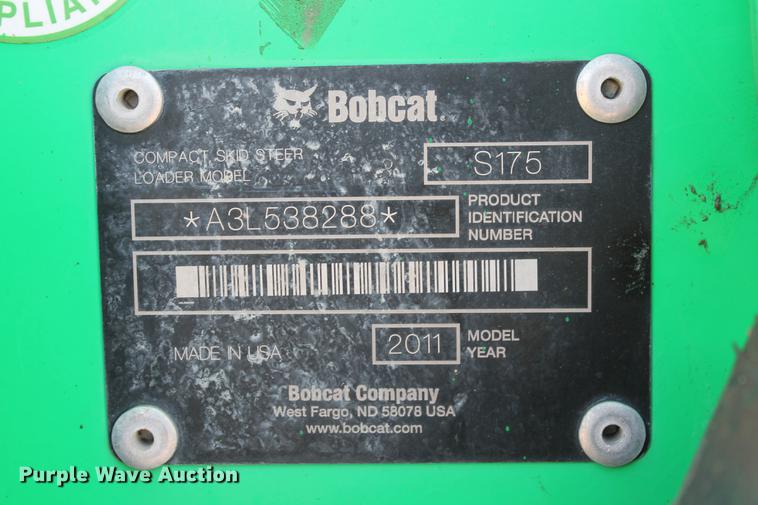 PLIA
Bobcat®
COMPACT SKID STEER
LOADER MODEL
S175
*A3L538288*
PRODUCT
IDENTIFICATION
NUMBER
MADE IN USA
2011
MODEL
YEAR
Bobcat Company
West Fargo, ND 58078 USA
www.bobcat.com
Purple Wave Auction